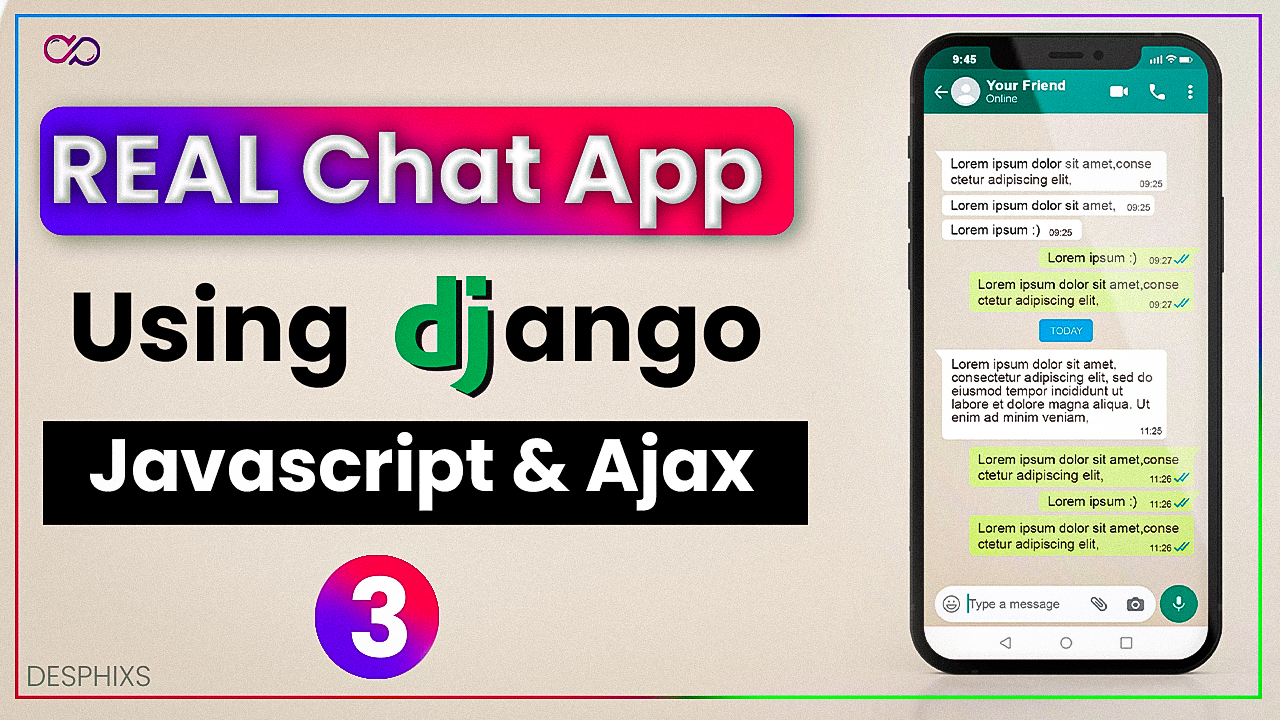 REAL Chat App
Using django
Javascript & Ajax
3
DESPHIXS
9:45
Your Friend
Online
Lorem ipsum dolor sit amet,conse
ctetur adipiscing elit,
09:25
Lorem ipsum dolor sit amet, 09:25
Lorem ipsum :) 09:25
Lorem ipsum :) 09:27
Lorem ipsum dolor sit amet,conse
ctetur adipiscing elit,
09:27
TODAY
Lorem ipsum dolor sit amet,
consectetur adipiscing elit, sed do
eiusmod tempor incididunt ut
labore et dolore magna aliqua. Ut
enim ad minim veniam,
11:25
Lorem ipsum dolor sit amet,conse
ctetur adipiscing elit,
11:26
Lorem ipsum :) 11:26
Lorem ipsum dolor sit amet,conse
ctetur adipiscing elit,
11:26
Type a message